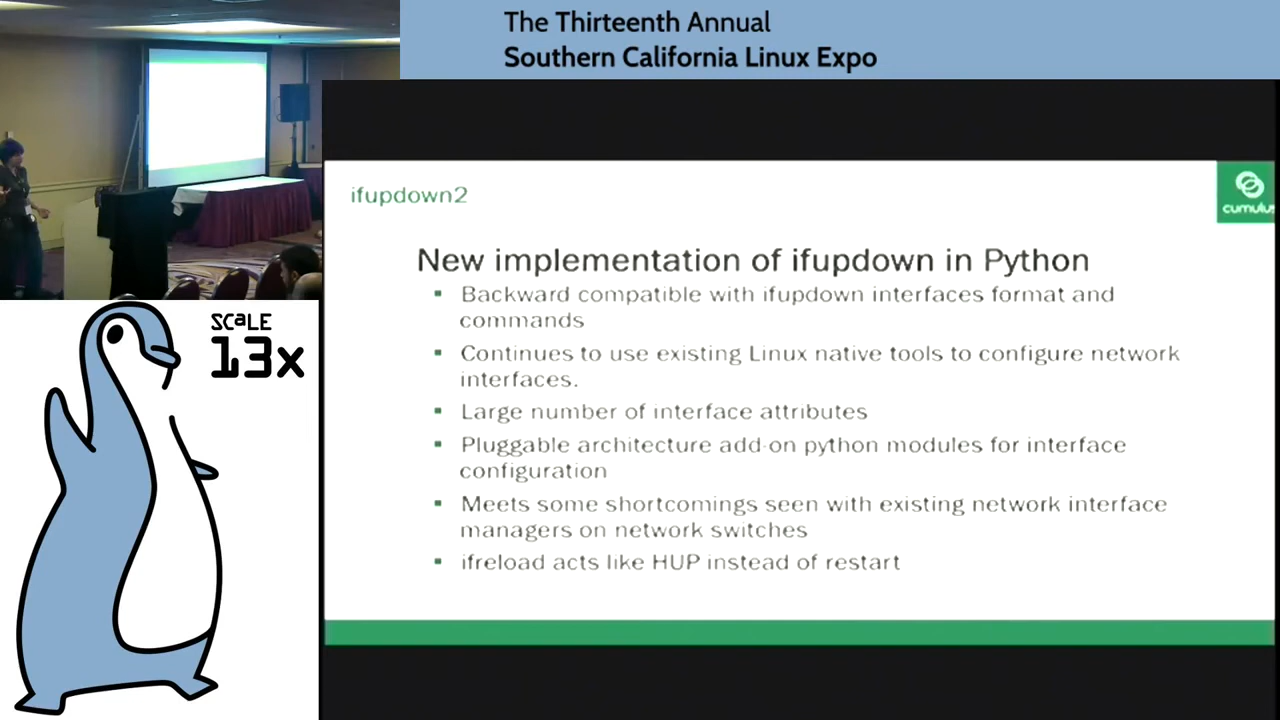 The Thirteenth Annual
Southern California Linux Expo
SCALE
13x
ifupdown2
cumulus
New implementation of ifupdown in Python
▪ Backward compatible with ifupdown interfaces format and
commands
▪ Continues to use existing Linux native tools to configure network
interfaces.
▪ Large number of interface attributes
▪ Pluggable architecture add-on python modules for interface
configuration
▪ Meets some shortcomings seen with existing network interface
managers on network switches
▪ ifreload acts like HUP instead of restart